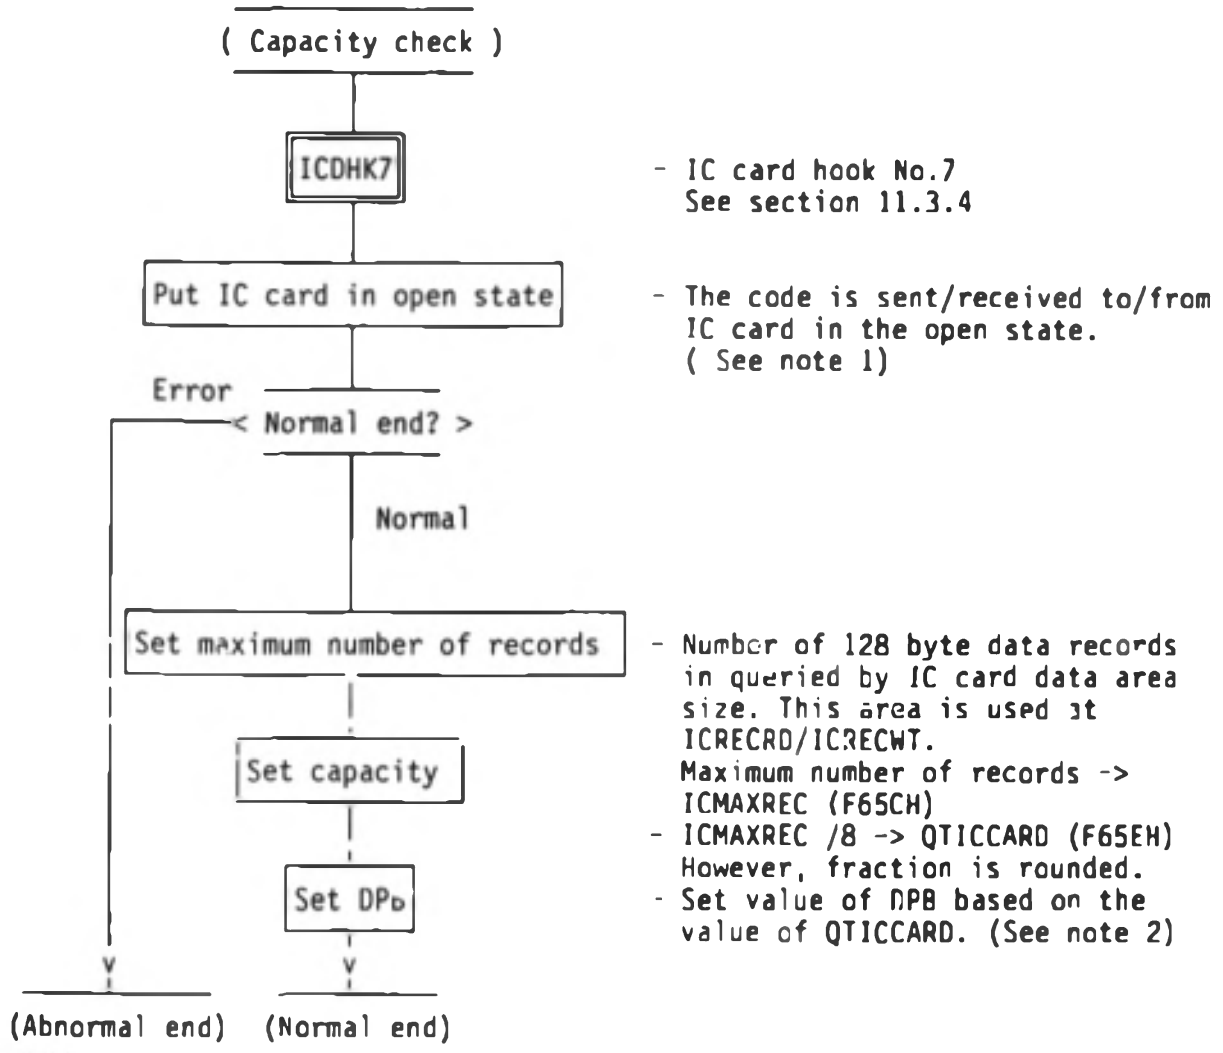 ( Capacity check )
ICDHK7
- IC card hook No.7
See section 11.3.4
Put IC card in open state
- The code is sent/received to/from
IC card in the open state.
( See note 1)
Error
< Normal end? >
Normal
Set maximum number of records
- Number of 128 byte data records
in queried by IC card data area
size. This area is used at
ICRECRD/ICRECWT.
Maximum number of records ->
ICMAXREC (F65CH)
Set capacity
- ICMAXREC /8 -> QTICCARD (F65EH)
However, fraction is rounded.
Set DPb
- Set value of DPB based on the
value of QTICCARD. (See note 2)
(Abnormal end) (Normal end)